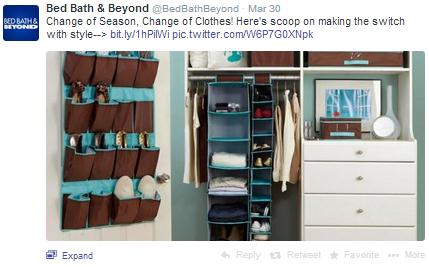 BED BATH &
BEYOND
Bed Bath & Beyond @BedBathBeyond · Mar 30
Change of Season, Change of Clothes! Here's scoop on making the switch
with style--> bit.ly/1hPilWi pic.twitter.com/W6P7G0XNpk
Expand
Reply Retweet Favorite More